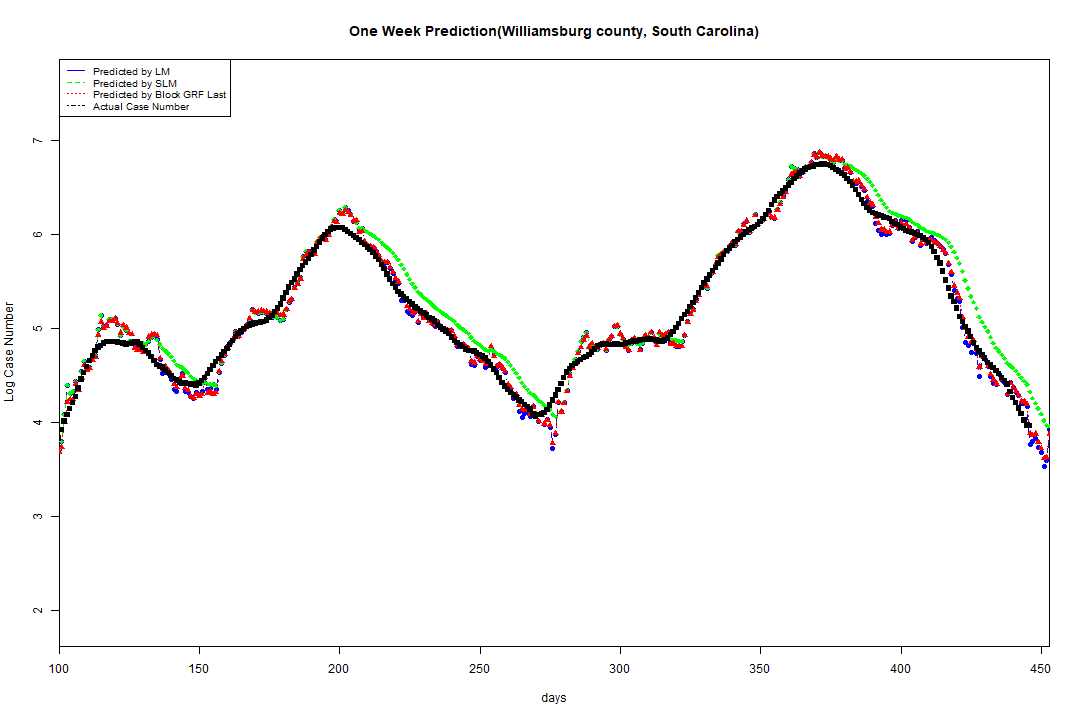 One Week Prediction(Williamsburg county, South Carolina)
Predicted by LM
Predicted by SLM
Predicted by Block GRF Last
Actual Case Number
7
6
5
4
3
2
Log Case Number
100 150 200 250 300 350 400 450
days